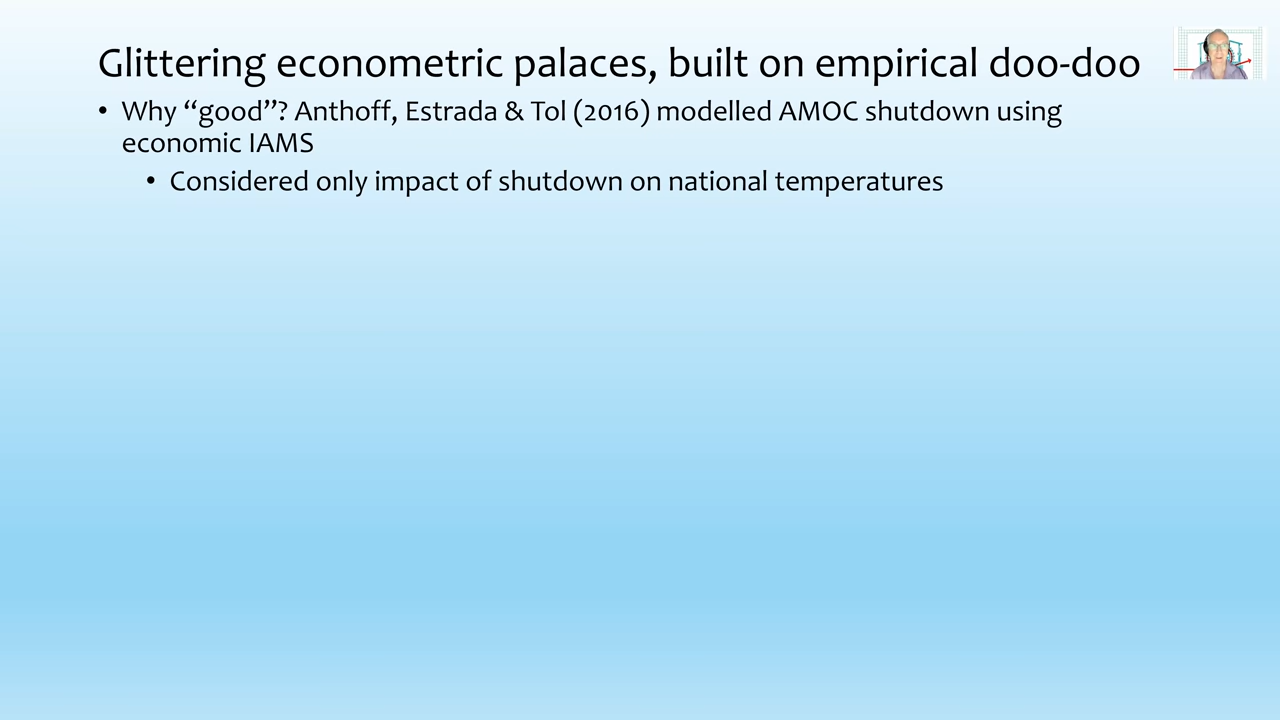 Glittering econometric palaces, built on empirical doo-doo
• Why “good”? Anthoff, Estrada & Tol (2016) modelled AMOC shutdown using
economic IAMS
• Considered only impact of shutdown on national temperatures